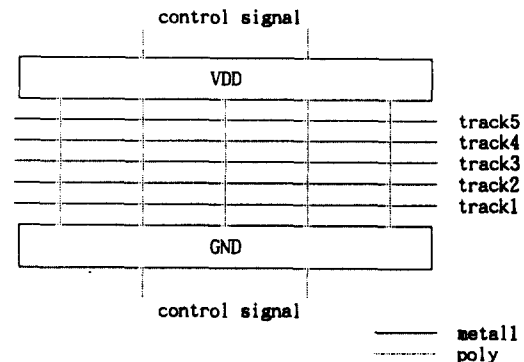 control signal
VDD
track5
track4
track3
track2
track1
GND
control signal
metal1
poly